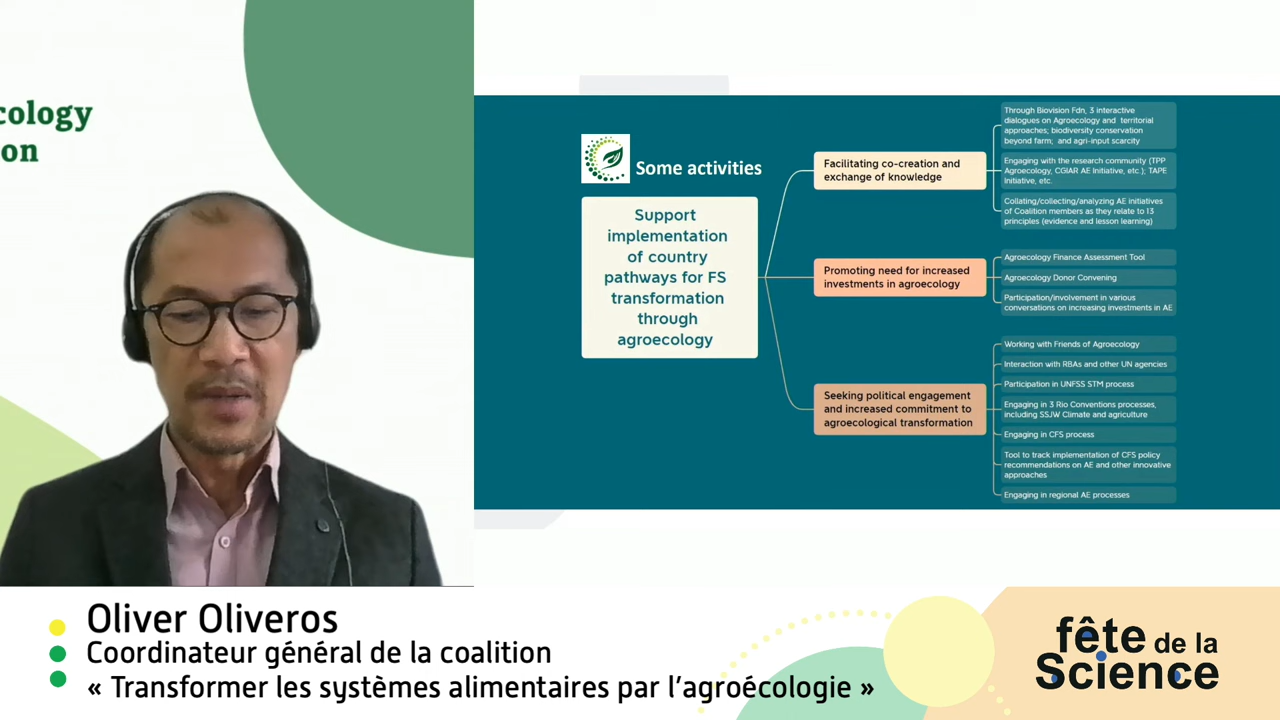 cology
on
Some activities
Support
implementation
of country
pathways for FS
transformation
through
agroecology
Facilitating co-creation and
exchange of knowledge
Through Biovision Fdn, 3 interactive
dialogues on Agroecology and territorial
approaches; biodiversity conservation
beyond farm; and agri-input scarcity
Engaging with the research community (TPP
Agroecology, CGIAR AE Initiative, etc.); TAPE
Initiative, etc.
Collating/collecting/analyzing AE initiatives
of Coalition members as they relate to 13
principles (evidence and lesson learning)
Promoting need for increased
investments in agroecology
Agroecology Finance Assessment Tool
Agroecology Donor Convening
Participation/involvement in various
conversations on increasing investments in AE
Seeking political engagement
and increased commitment to
agroecological transformation
Working with Friends of Agroecology
Interaction with RBAs and other UN agencies
Participation in UNFSS STM process
Engaging in 3 Rio Conventions processes,
including SSJW Climate and agriculture
Engaging in CFS process
Tool to track implementation of CFS policy
recommendations on AE and other innovative
approaches
Engaging in regional AE processes
Oliver Oliveros
Coordinateur général de la coalition
« Transformer les systèmes alimentaires par l'agroécologie »
fête de la
Science